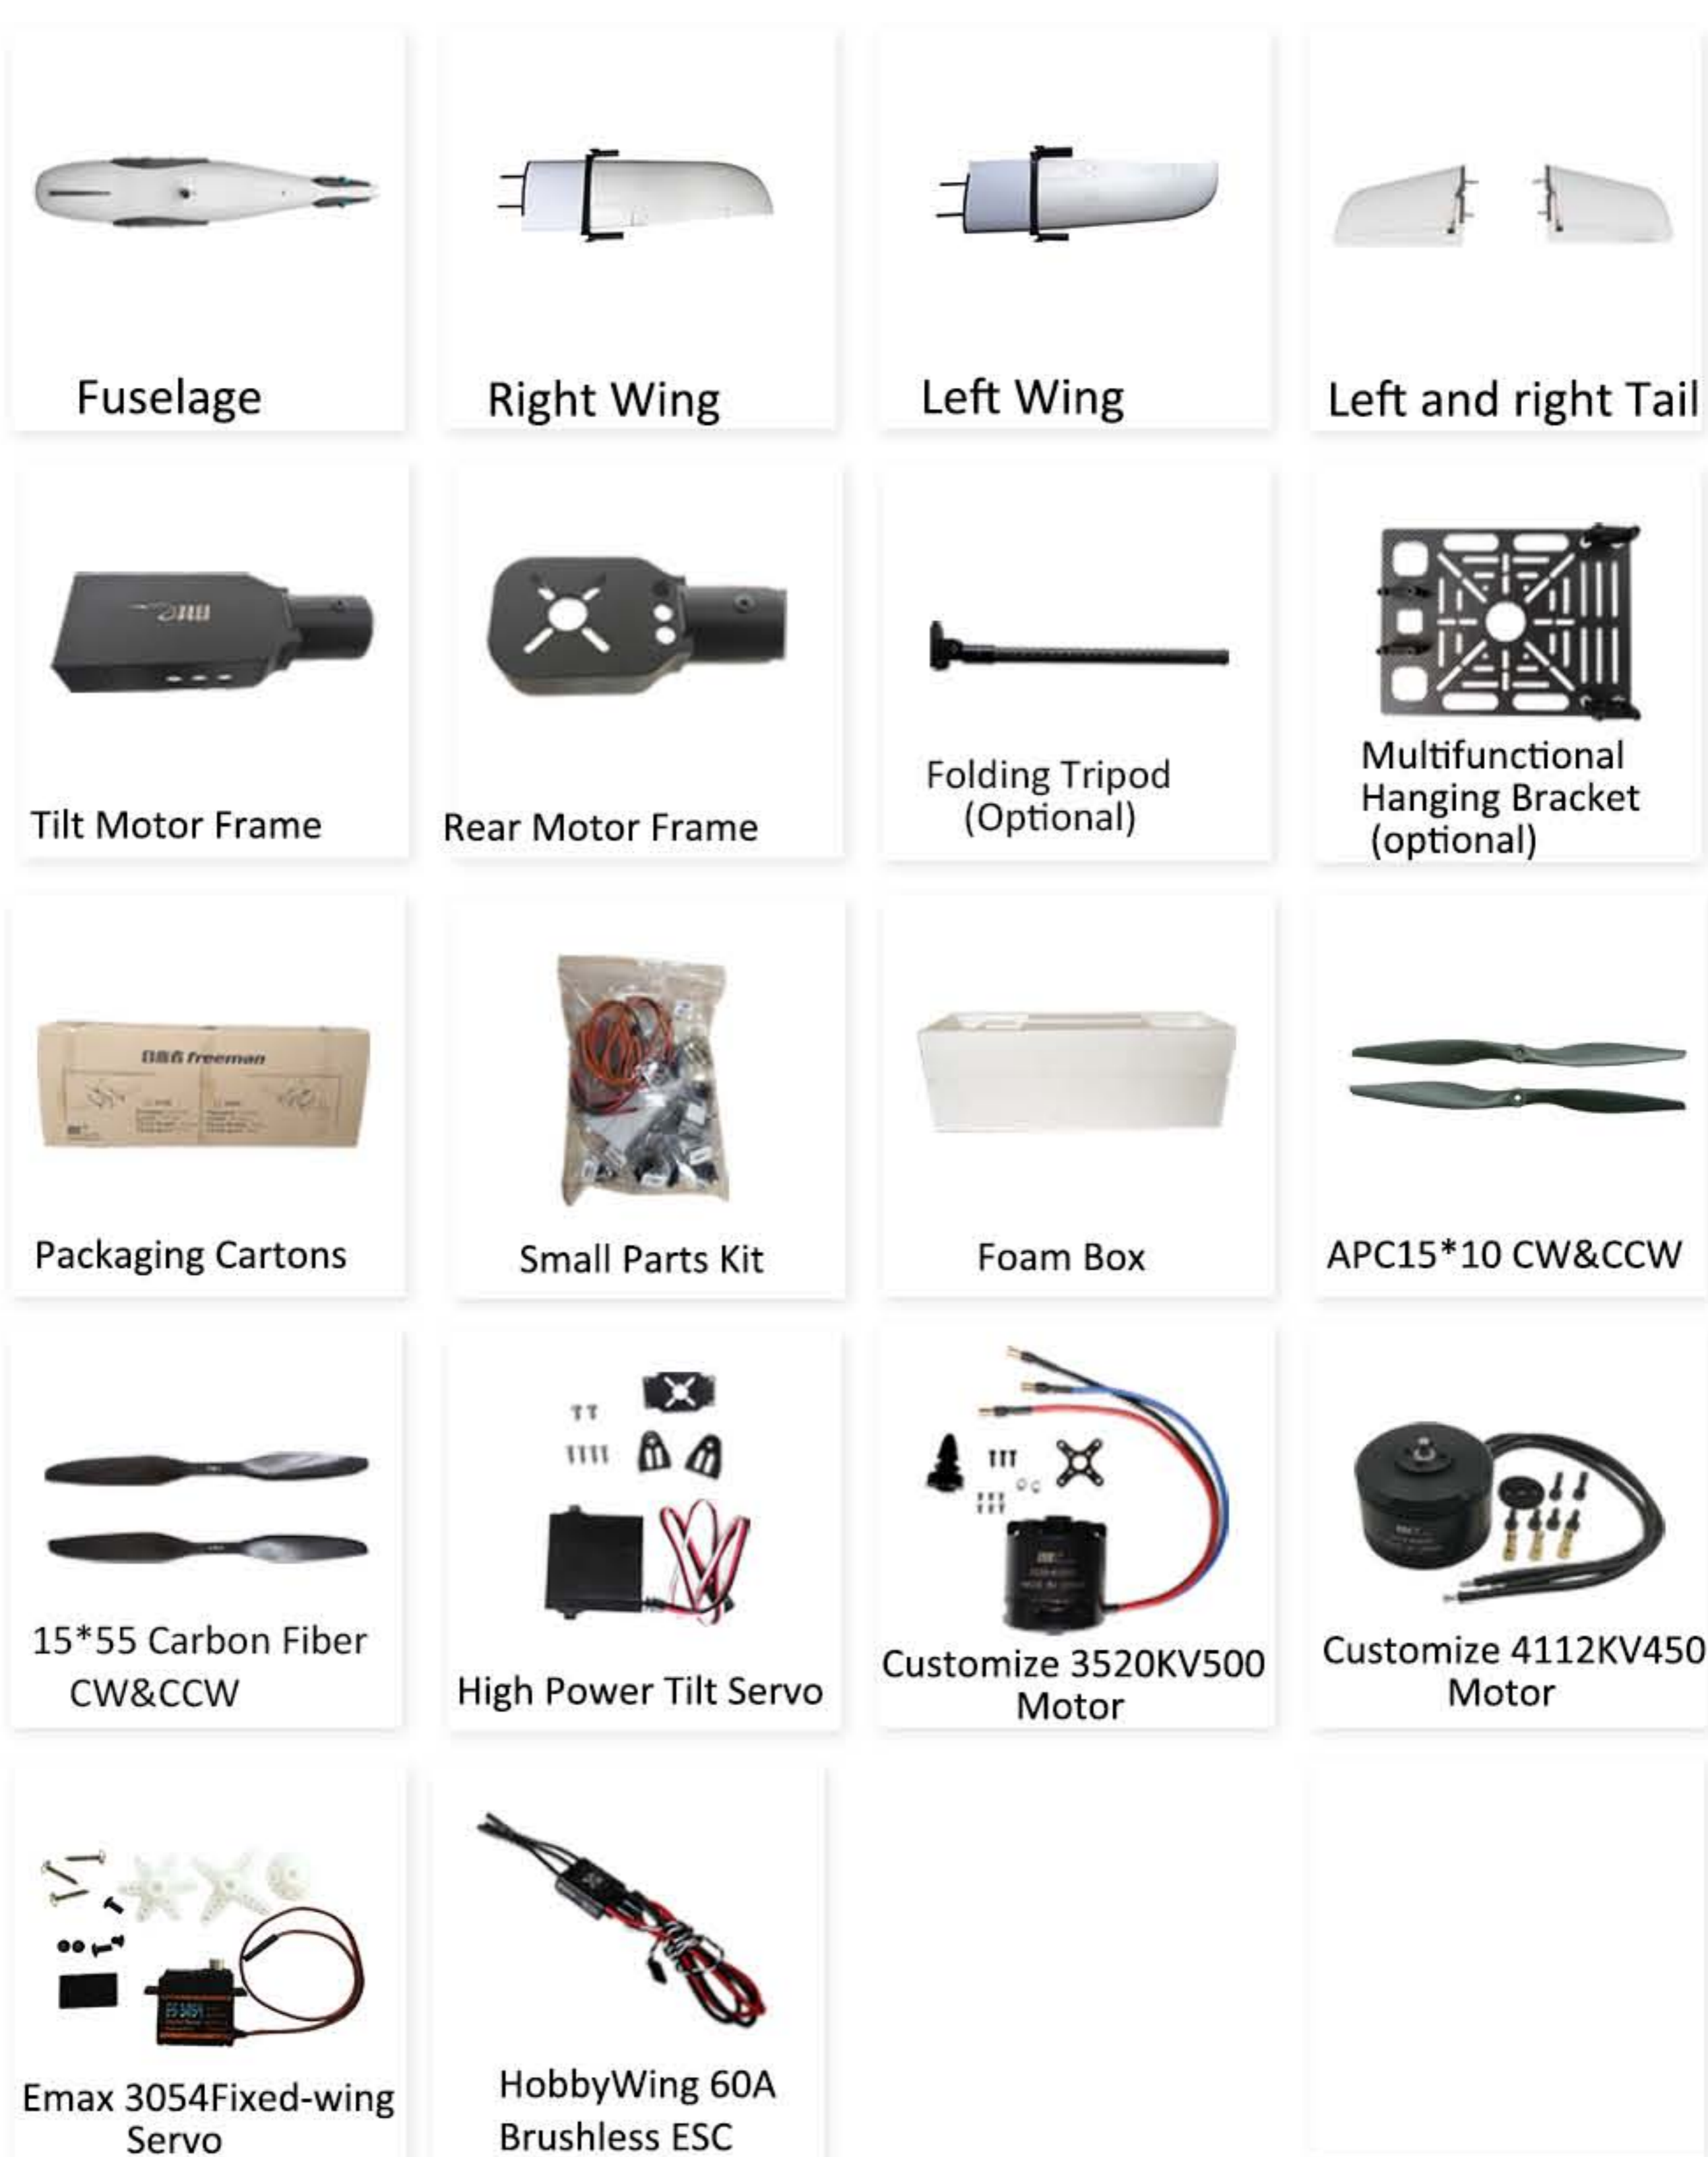 Fuselage
Right Wing
Left Wing
Left and right Tail
Tilt Motor Frame
Rear Motor Frame
Folding Tripod
(Optional)
Multifunctional
Hanging Bracket
(optional)
freeman
Packaging Cartons
Small Parts Kit
Foam Box
APC15*10 CW&CCW
15*55 Carbon Fiber
CW&CCW
High Power Tilt Servo
Customize 3520KV500
Motor
Customize 4112KV450
Motor
Emax 3054Fixed-wing
Servo
HobbyWing 60A
Brushless ESC